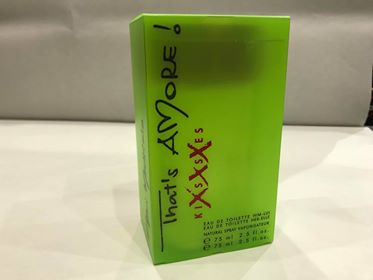 That's AMORE!
KiXsXsXES
EAU DE TOILETTE HIM-LUI
EAU DE TOILETTE HER-ELLE
NATURAL SPRAY VAPORISATEUR
℮ 75 ml 2.5 fl. oz.
℮ 75 ml 2.5 fl. oz.